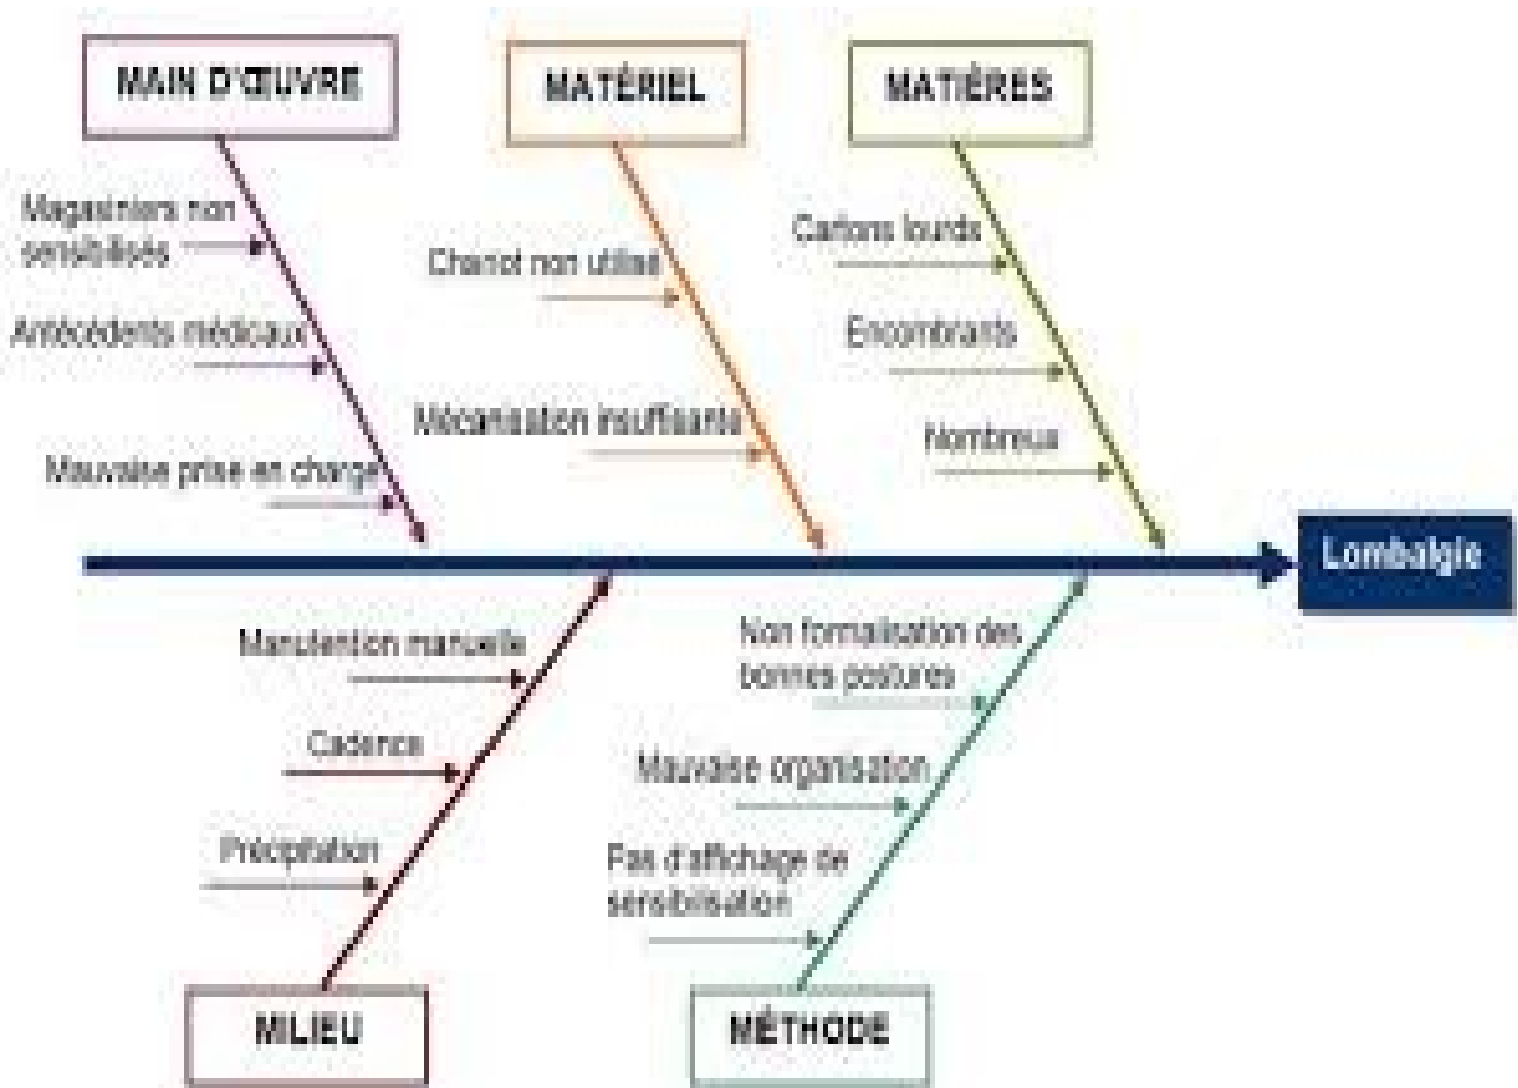 MAIN D'ŒUVRE
MATÉRIEL
MATIÈRES
Magasiniers non
sensibilisés
Antécédents médicaux
Mauvaise prise en charge
Chariot non utilisé
Mécanisation insuffisante
Cartons lourds
Encombrants
Nombreux
Lombalgie
Manutention manuelle
Cadence
Précipitation
Non formalisation des
bonnes postures
Mauvaise organisation
Pas d'affichage de
sensibilisation
MILIEU
MÉTHODE